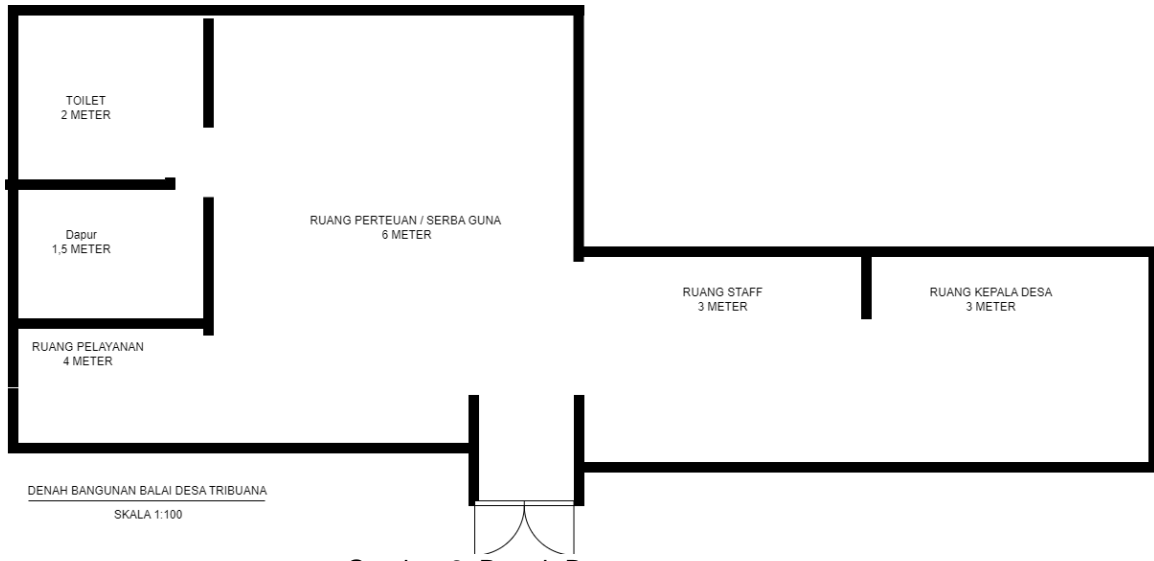 TOILET
2 METER
Dapur
1,5 METER
RUANG PERTEUAN / SERBA GUNA
6 METER
RUANG STAFF
3 METER
RUANG KEPALA DESA
3 METER
RUANG PELAYANAN
4 METER
DENAH BANGUNAN BALAI DESA TRIBUANA
SKALA 1:100